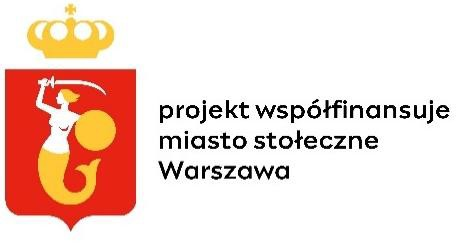 projekt współfinansuje
miasto stołeczne
Warszawa